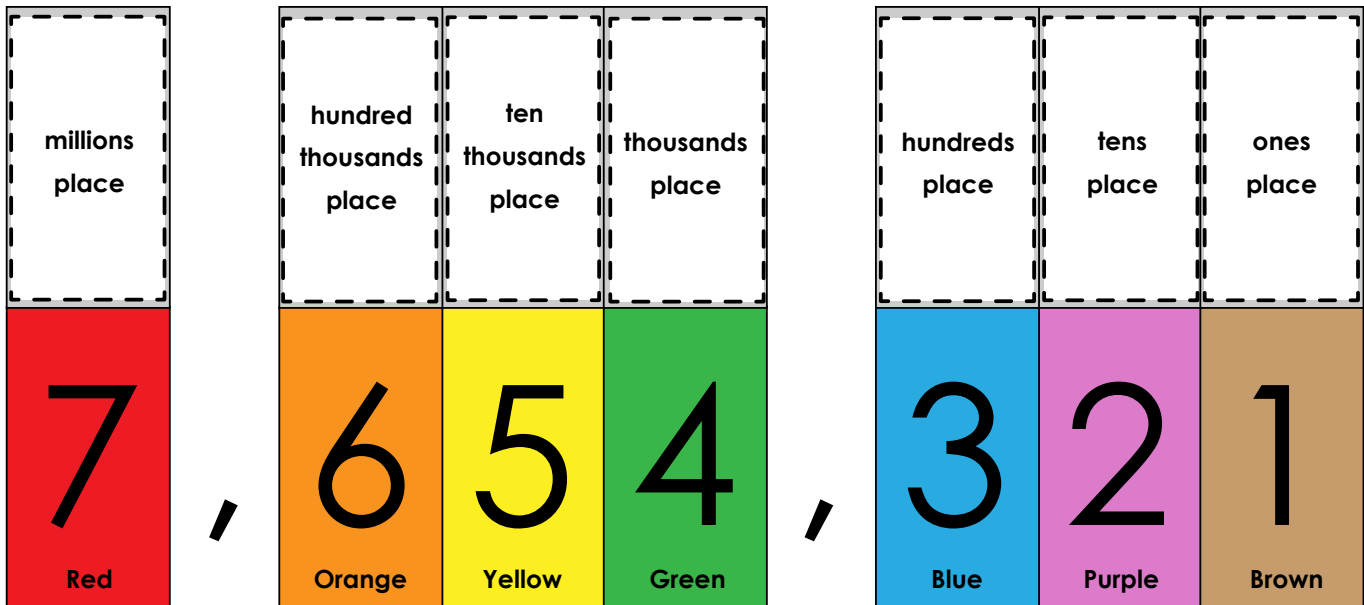 millions
place
hundred
thousands
place
ten
thousands
place
thousands
place
hundreds
place
tens
place
ones
place
7 , 6 5 4 , 3 2 1
Red Orange Yellow Green Blue Purple Brown